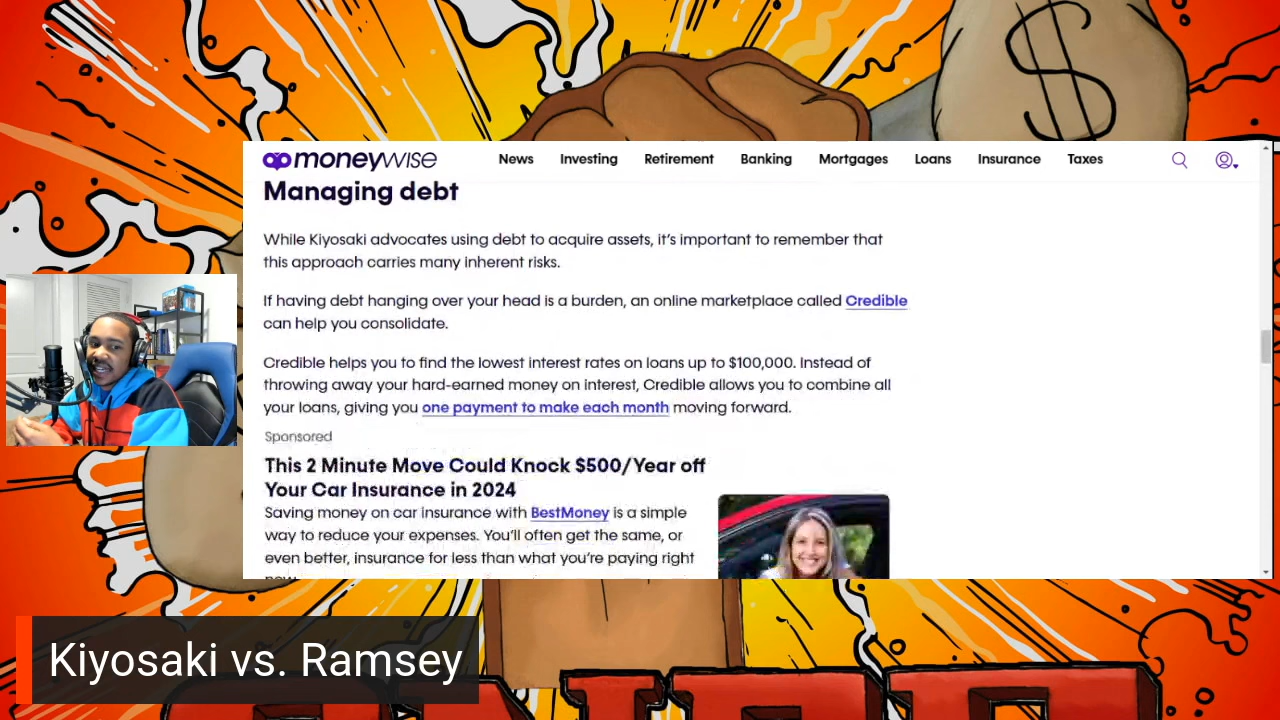 moneywise
News Investing Retirement Banking Mortgages Loans Insurance Taxes
Managing debt
While Kiyosaki advocates using debt to acquire assets, it's important to remember that
this approach carries many inherent risks.
If having debt hanging over your head is a burden, an online marketplace called Credible
can help you consolidate.
Credible helps you to find the lowest interest rates on loans up to $100,000. Instead of
throwing away your hard-earned money on interest, Credible allows you to combine all
your loans, giving you one payment to make each month moving forward.
Sponsored
This 2 Minute Move Could Knock $500/Year off
Your Car Insurance in 2024
Saving money on car insurance with BestMoney is a simple
way to reduce your expenses. You'll often get the same, or
even better, insurance for less than what you're paying right
now.
$
Kiyosaki vs. Ramsey